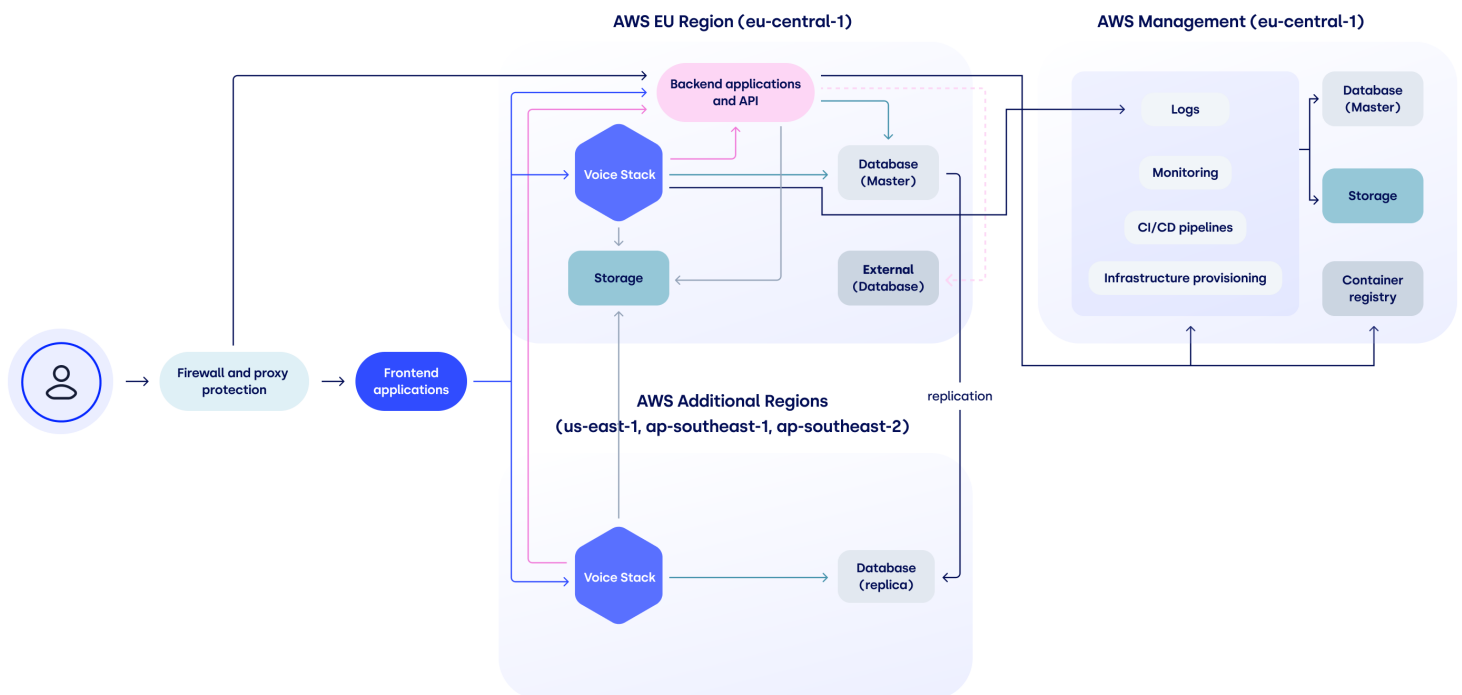 AWS EU Region (eu-central-1)
AWS Management (eu-central-1)
Backend applications
and API
Voice Stack
Database
(Master)
Storage
External
(Database)
Logs
Monitoring
CI/CD pipelines
Infrastructure provisioning
Database
(Master)
Storage
Container
registry
Firewall and proxy
protection
Frontend
applications
replication
AWS Additional Regions
(us-east-1, ap-southeast-1, ap-southeast-2)
Voice Stack
Database
(replica)